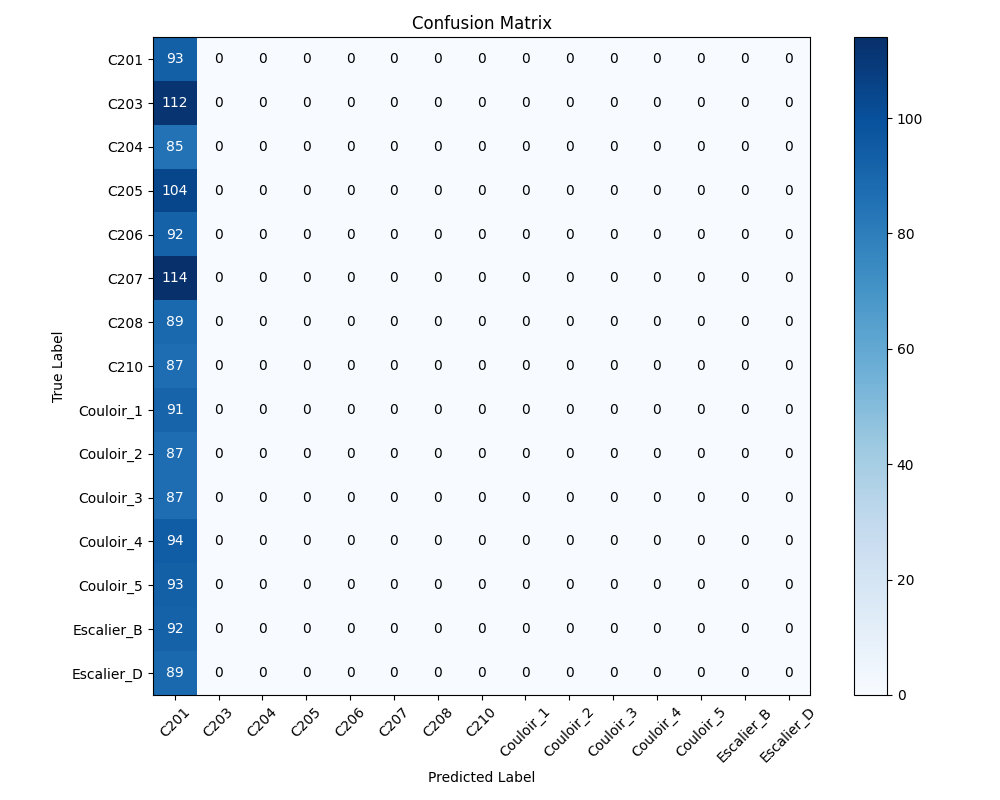 Confusion Matrix
True Label
C201 93 0 0 0 0 0 0 0 0 0 0 0 0 0 0
C203 112 0 0 0 0 0 0 0 0 0 0 0 0 0 0
C204 85 0 0 0 0 0 0 0 0 0 0 0 0 0 0
C205 104 0 0 0 0 0 0 0 0 0 0 0 0 0 0
C206 92 0 0 0 0 0 0 0 0 0 0 0 0 0 0
C207 114 0 0 0 0 0 0 0 0 0 0 0 0 0 0
C208 89 0 0 0 0 0 0 0 0 0 0 0 0 0 0
C210 87 0 0 0 0 0 0 0 0 0 0 0 0 0 0
Couloir_1 91 0 0 0 0 0 0 0 0 0 0 0 0 0 0
Couloir_2 87 0 0 0 0 0 0 0 0 0 0 0 0 0 0
Couloir_3 87 0 0 0 0 0 0 0 0 0 0 0 0 0 0
Couloir_4 94 0 0 0 0 0 0 0 0 0 0 0 0 0 0
Couloir_5 93 0 0 0 0 0 0 0 0 0 0 0 0 0 0
Escalier_B 92 0 0 0 0 0 0 0 0 0 0 0 0 0 0
Escalier_D 89 0 0 0 0 0 0 0 0 0 0 0 0 0 0
C201 C203 C204 C205 C206 C207 C208 C210 Couloir_1 Couloir_2 Couloir_3 Couloir_4 Couloir_5 Escalier_B Escalier_D
Predicted Label
100
80
60
40
20
0